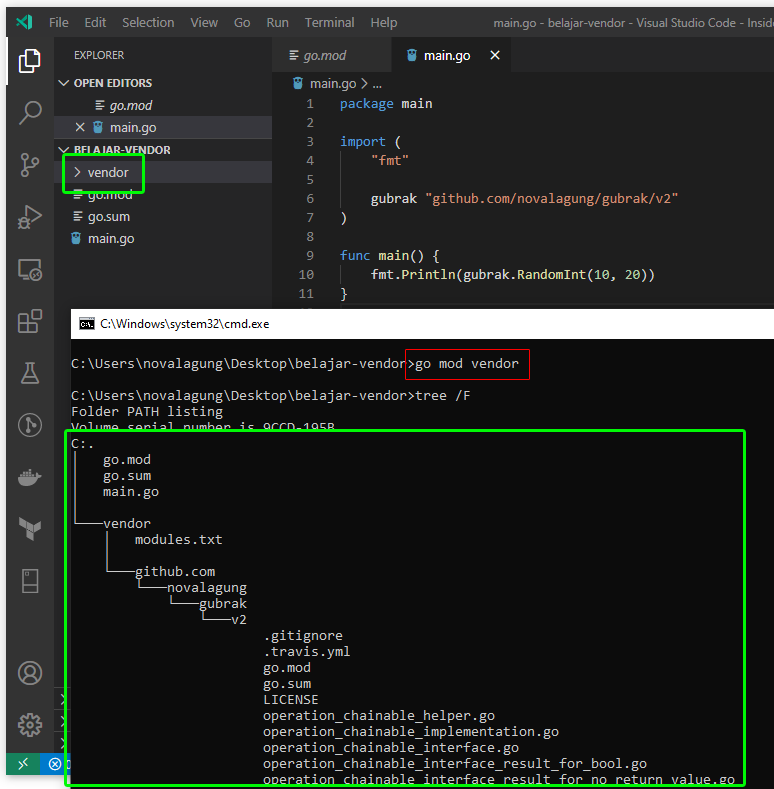 File Edit Selection View Go Run Terminal Help main.go - belajar-vendor - Visual Studio Code - Inside
EXPLORER
OPEN EDITORS
go.mod
main.go
BELAJAR-VENDOR
vendor
go.mod
go.sum
main.go
go.mod main.go
main.go > ...
1 package main
2
3 import (
4 "fmt"
5
6 gubrak "github.com/novalagung/gubrak/v2"
7 )
8
9 func main() {
10 fmt.Println(gubrak.RandomInt(10, 20))
11 }
C:\Windows\system32\cmd.exe
C:\Users\novalagung\Desktop\belajar-vendor>go mod vendor
C:\Users\novalagung\Desktop\belajar-vendor>tree /F
Folder PATH listing
Volume serial number is 9CCD-195B
C:.
go.mod
go.sum
main.go
vendor
modules.txt
github.com
novalagung
gubrak
v2
.gitignore
.travis.yml
go.mod
go.sum
LICENSE
operation_chainable_helper.go
operation_chainable_implementation.go
operation_chainable_interface.go
operation_chainable_interface_result_for_bool.go
operation_chainable_interface_result_for_no_return_value.go